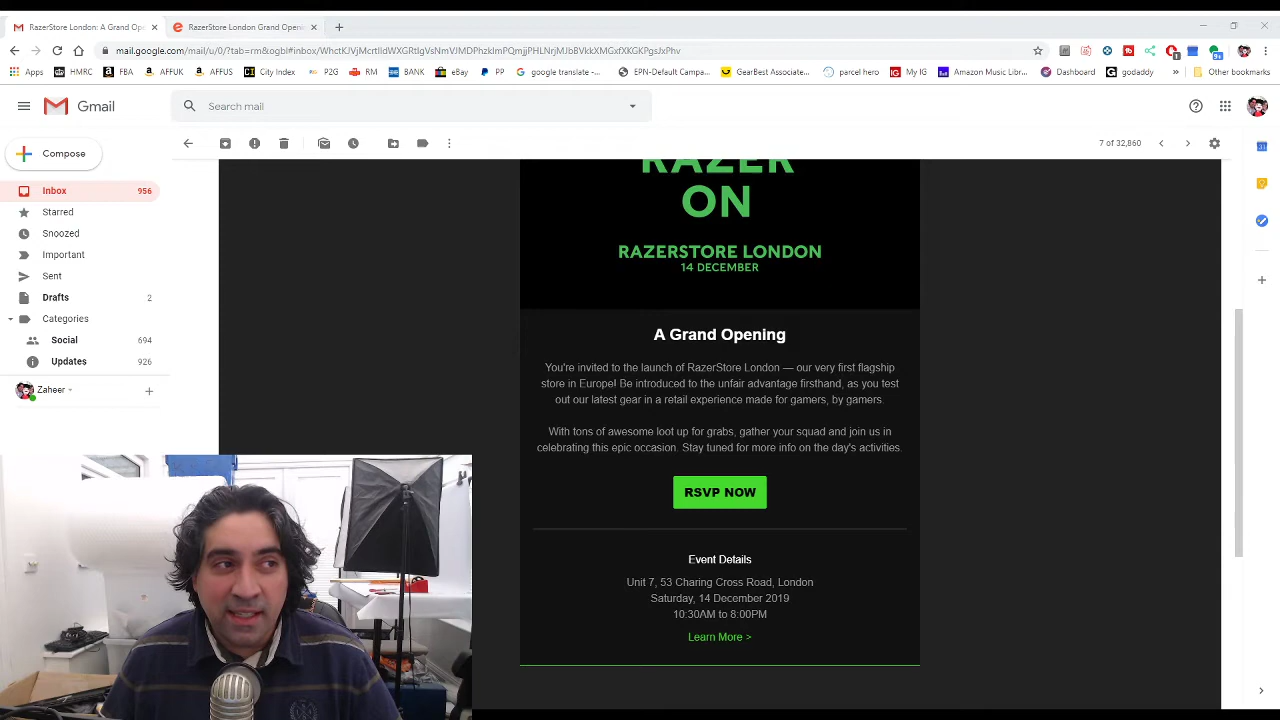 RazerStore London: A Grand Ope
RazerStore London Grand Openi
mail.google.com/mail/u/0/?tab=rm&ogbl#inbox/
Apps
HMRC
FBA
AFFUK
AFFUS
City Index
P2G
RM
BANK
eBay
PP
google translate -...
EPN-Default Campa...
GearBest Associate...
parcel hero
My IG
Amazon Music Libr...
Dashboard
godaddy
Other bookmarks
Gmail
Search mail
Compose
7 of 32,860
Inbox 956
Starred
Snoozed
Important
Sent
Drafts 2
Categories
Social 694
Updates 926
Zaheer
RAZER
ON
RAZERSTORE LONDON
14 DECEMBER
A Grand Opening
You're invited to the launch of RazerStore London — our very first flagship
store in Europe! Be introduced to the unfair advantage firsthand, as you test
out our latest gear in a retail experience made for gamers, by gamers.
With tons of awesome loot up for grabs, gather your squad and join us in
celebrating this epic occasion. Stay tuned for more info on the day's activities.
RSVP NOW
Event Details
Unit 7, 53 Charing Cross Road, London
Saturday, 14 December 2019
10:30AM to 8:00PM
Learn More >